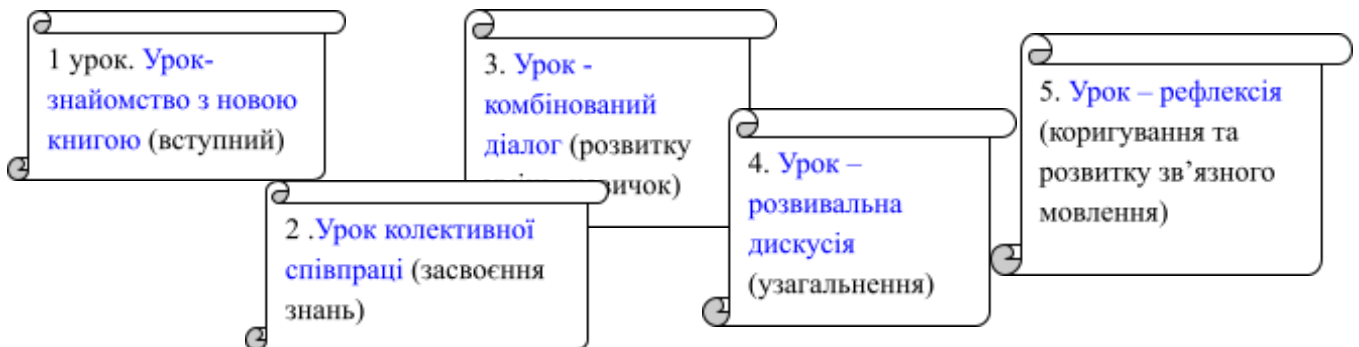 1 урок. Урок-
знайомство з новою
книгою (вступний)
2 .Урок колективної
співпраці (засвоєння
знань)
3. Урок -
комбінований
діалог (розвитку
4. Урок –
розвивальна
дискусія
(узагальнення)
5. Урок – рефлексія
(коригування та
розвитку зв’язного
мовлення)